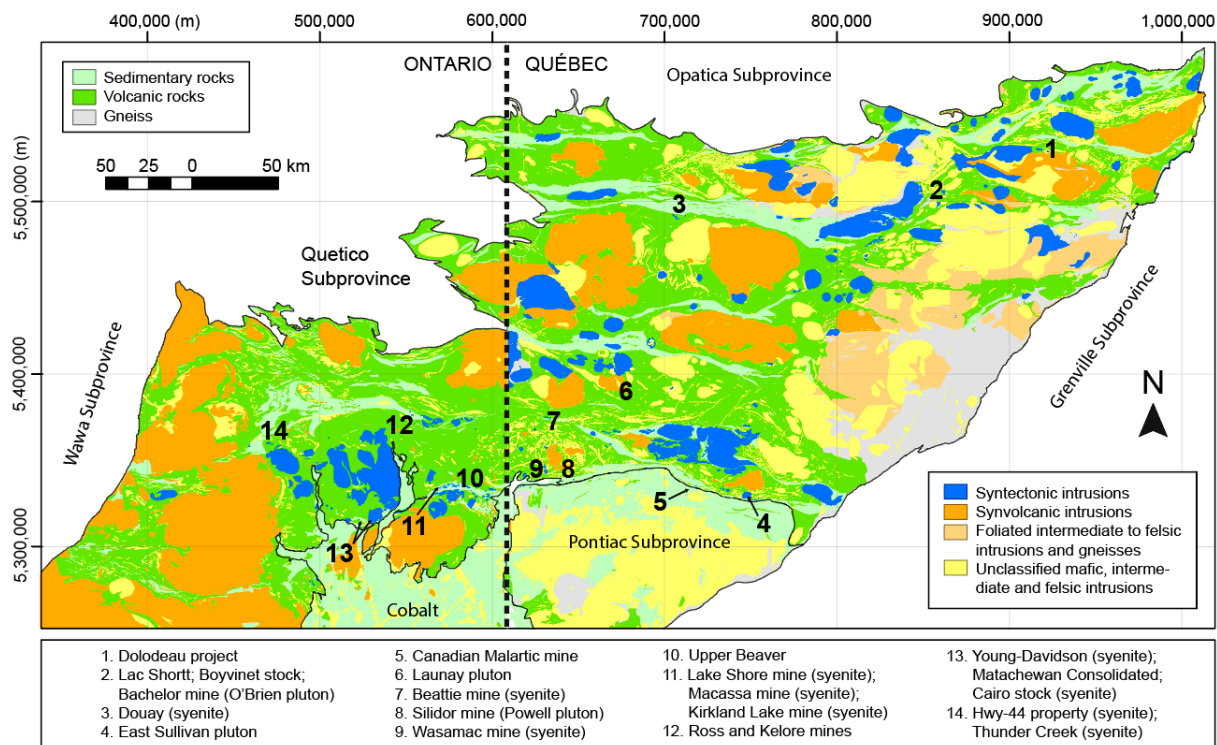 400,000 (m) 500,000 600,000 700,000 800,000 900,000 1,000,000
ONTARIO QUÉBEC
Opatica Subprovince
Sedimentary rocks
Volcanic rocks
Gneiss
50 25 0 50 km
5,500,000 (m)
5,400,000
5,300,000
1
2
3
Quetico
Subprovince
Wawa Subprovince
Grenville Subprovince
N
6
7
12
14
10
9 8
5
4
11
13
Pontiac Subprovince
Cobalt
Syntectonic intrusions
Synvolcanic intrusions
Foliated intermediate to felsic
intrusions and gneisses
Unclassified mafic, interme-
diate and felsic intrusions
1. Dolodeau project
2. Lac Shortt; Boyvinet stock;
Bachelor mine (O'Brien pluton)
3. Douay (syenite)
4. East Sullivan pluton
5. Canadian Malartic mine
6. Launay pluton
7. Beattie mine (syenite)
8. Silidor mine (Powell pluton)
9. Wasamac mine (syenite)
10. Upper Beaver
11. Lake Shore mine (syenite);
Macassa mine (syenite);
Kirkland Lake mine (syenite)
12. Ross and Kelore mines
13. Young-Davidson (syenite);
Matachewan Consolidated;
Cairo stock (syenite)
14. Hwy-44 property (syenite);
Thunder Creek (syenite)